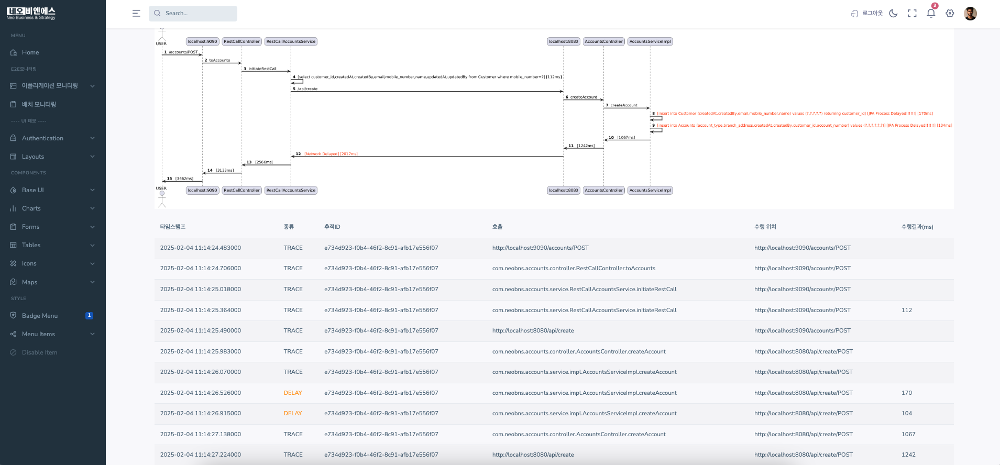 네오비엔에스
Neo Business & Strategy
Search...
로그아웃
3
MENU
Home
E2E모니터링
어플리케이션 모니터링
배치 모니터링
---- UI 데모 ----
Authentication
Layouts
COMPONENTS
Base UI
Charts
Forms
Tables
Icons
Maps
STYLE
Badge Menu 1
Menu Items
Disable Item
USER
localhost:9090 RestCallController RestCallAccountsService localhost:8080 AccountsController AccountsServiceImpl
1 /accounts/POST
2 toAccounts
3 initiateRestCall
4 [select customer_id,createdAt,createdBy,email,mobile_number,name,updatedAt,updatedBy from Customer where mobile_number=?] [112ms]
5 /api/create
6 createAccount
7 createAccount
8 [insert into Customer (createdAt,createdBy,email,mobile_number,name) values (?,?,?,?,?) returning customer_id] [JPA Process Delayed!!!!!!] [170ms]
9 [insert into Accounts (account_type,branch_address,createdAt,createdBy,customer_id,account_number) values (?,?,?,?,?,?)] [JPA Process Delayed!!!!!!] [104ms]
10 [1067ms]
11 [1242ms]
12 [Network Delayed] [2017ms]
13 [2566ms]
14 [3133ms]
15 [3462ms]
USER
localhost:9090 RestCallController RestCallAccountsService localhost:8080 AccountsController AccountsServiceImpl
타임스탬프 종류 추적ID 호출 수행 위치 수행결과(ms)
2025-02-04 11:14:24.483000 TRACE e734d923-f0b4-46f2-8c91-afb17e556f07 http://localhost:9090/accounts/POST http://localhost:9090/accounts/POST
2025-02-04 11:14:24.706000 TRACE e734d923-f0b4-46f2-8c91-afb17e556f07 com.neobns.accounts.controller.RestCallController.toAccounts http://localhost:9090/accounts/POST
2025-02-04 11:14:25.018000 TRACE e734d923-f0b4-46f2-8c91-afb17e556f07 com.neobns.accounts.service.RestCallAccountsService.initiateRestCall http://localhost:9090/accounts/POST
2025-02-04 11:14:25.364000 TRACE e734d923-f0b4-46f2-8c91-afb17e556f07 com.neobns.accounts.service.RestCallAccountsService.initiateRestCall http://localhost:9090/accounts/POST 112
2025-02-04 11:14:25.490000 TRACE e734d923-f0b4-46f2-8c91-afb17e556f07 http://localhost:8080/api/create http://localhost:9090/accounts/POST
2025-02-04 11:14:25.983000 TRACE e734d923-f0b4-46f2-8c91-afb17e556f07 com.neobns.accounts.controller.AccountsController.createAccount http://localhost:8080/api/create/POST
2025-02-04 11:14:26.070000 TRACE e734d923-f0b4-46f2-8c91-afb17e556f07 com.neobns.accounts.service.impl.AccountsServiceImpl.createAccount http://localhost:8080/api/create/POST
2025-02-04 11:14:26.526000 DELAY e734d923-f0b4-46f2-8c91-afb17e556f07 com.neobns.accounts.service.impl.AccountsServiceImpl.createAccount http://localhost:8080/api/create/POST 170
2025-02-04 11:14:26.915000 DELAY e734d923-f0b4-46f2-8c91-afb17e556f07 com.neobns.accounts.service.impl.AccountsServiceImpl.createAccount http://localhost:8080/api/create/POST 104
2025-02-04 11:14:27.138000 TRACE e734d923-f0b4-46f2-8c91-afb17e556f07 com.neobns.accounts.controller.AccountsController.createAccount http://localhost:8080/api/create/POST 1067
2025-02-04 11:14:27.224000 TRACE e734d923-f0b4-46f2-8c91-afb17e556f07 http://localhost:8080/api/create http://localhost:8080/api/create/POST 1242